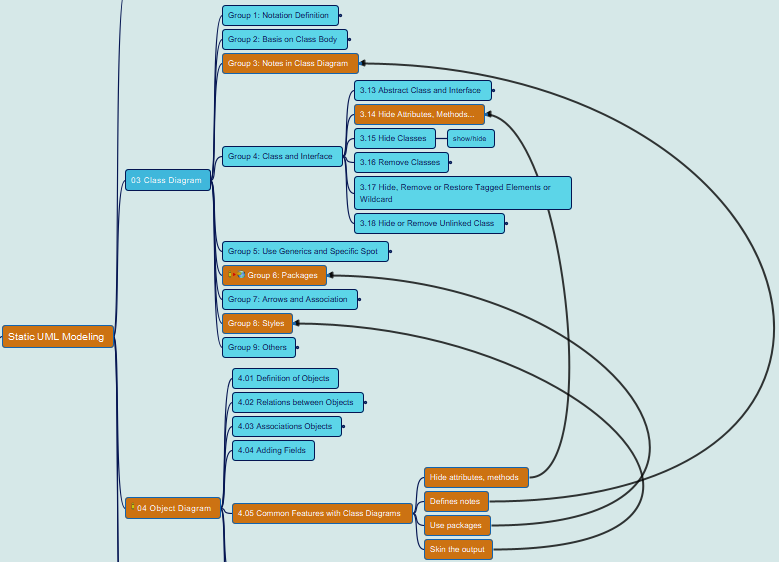 Static UML Modeling
03 Class Diagram
Group 1: Notation Definition
Group 2: Basis on Class Body
Group 3: Notes in Class Diagram
Group 4: Class and Interface
3.13 Abstract Class and Interface
3.14 Hide Attributes, Methods...
3.15 Hide Classes
show/hide
3.16 Remove Classes
3.17 Hide, Remove or Restore Tagged Elements or
Wildcard
3.18 Hide or Remove Unlinked Class
Group 5: Use Generics and Specific Spot
Group 6: Packages
Group 7: Arrows and Association
Group 8: Styles
Group 9: Others
04 Object Diagram
4.01 Definition of Objects
4.02 Relations between Objects
4.03 Associations Objects
4.04 Adding Fields
4.05 Common Features with Class Diagrams
Hide attributes, methods
Defines notes
Use packages
Skin the output